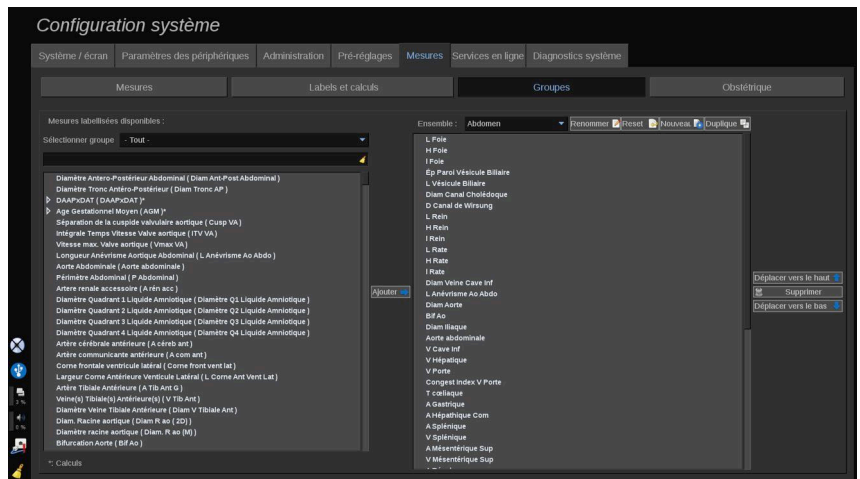 Configuration système
Système / écran
Paramètres des périphériques
Administration
Pré-réglages
Mesures
Services en ligne
Diagnostics système
Mesures
Labels et calculs
Groupes
Obstétrique
Mesures labellisées disponibles :
Sélectionner groupe
- Tout -
Diamètre Antero-Postérieur Abdominal ( Diam Ant-Post Abdominal )
Diamètre Tronc Antéro-Postérieur ( Diam Tronc AP )
DAAPxDAT ( DAAPxDAT )*
Age Gestationnel Moyen ( AGM )*
Séparation de la cuspide valvulaire aortique ( Cusp VA )
Intégrale Temps Vitesse Valve aortique ( ITV VA )
Vitesse max. Valve aortique ( Vmax VA )
Longueur Anévrisme Aortique Abdominal ( L Anévrisme Ao Abdo )
Aorte Abdominale ( Aorte abdominale )
Périmètre Abdominal ( P Abdominal )
Artere renale accessoire ( A rén acc )
Diamètre Quadrant 1 Liquide Amniotique ( Diamètre Q1 Liquide Amniotique )
Diamètre Quadrant 2 Liquide Amniotique ( Diamètre Q2 Liquide Amniotique )
Diamètre Quadrant 3 Liquide Amniotique ( Diamètre Q3 Liquide Amniotique )
Diamètre Quadrant 4 Liquide Amniotique ( Diamètre Q4 Liquide Amniotique )
Artère cérébrale antérieure ( A céreb ant )
Artère communicante antérieure ( A com ant )
Corne frontale ventricule latéral ( Corne front vent lat )
Largeur Corne Antérieure Venticule Latéral ( L Corne Ant Vent Lat )
Artère Tibiale Antérieure ( A Tib Ant G )
Veine(s) Tibiale(s) Antérieure(s) ( V Tib Ant )
Diamètre Veine Tibiale Antérieure ( Diam V Tibiale Ant )
Diam. Racine aortique ( Diam R ao ( 2D) )
Diamètre racine aortique ( Diam. R ao (M) )
Bifurcation Aorte ( Bif Ao )
*: Calculs
Ajouter
Ensemble :
Abdomen
Renommer
Reset
Nouveau
Duplique
L Foie
H Foie
l Foie
Ép Paroi Vésicule Biliaire
L Vésicule Biliaire
Diam Canal Cholédoque
D Canal de Wirsung
L Rein
H Rein
l Rein
L Rate
H Rate
l Rate
Diam Veine Cave Inf
L Anévrisme Ao Abdo
Diam Aorte
Bif Ao
Diam Iliaque
Aorte abdominale
V Cave Inf
V Hépatique
V Porte
Congest Index V Porte
T cœliaque
A Gastrique
A Hépathique Com
A Splénique
V Splénique
A Mésentérique Sup
V Mésentérique Sup
Déplacer vers le haut
Supprimer
Déplacer vers le bas